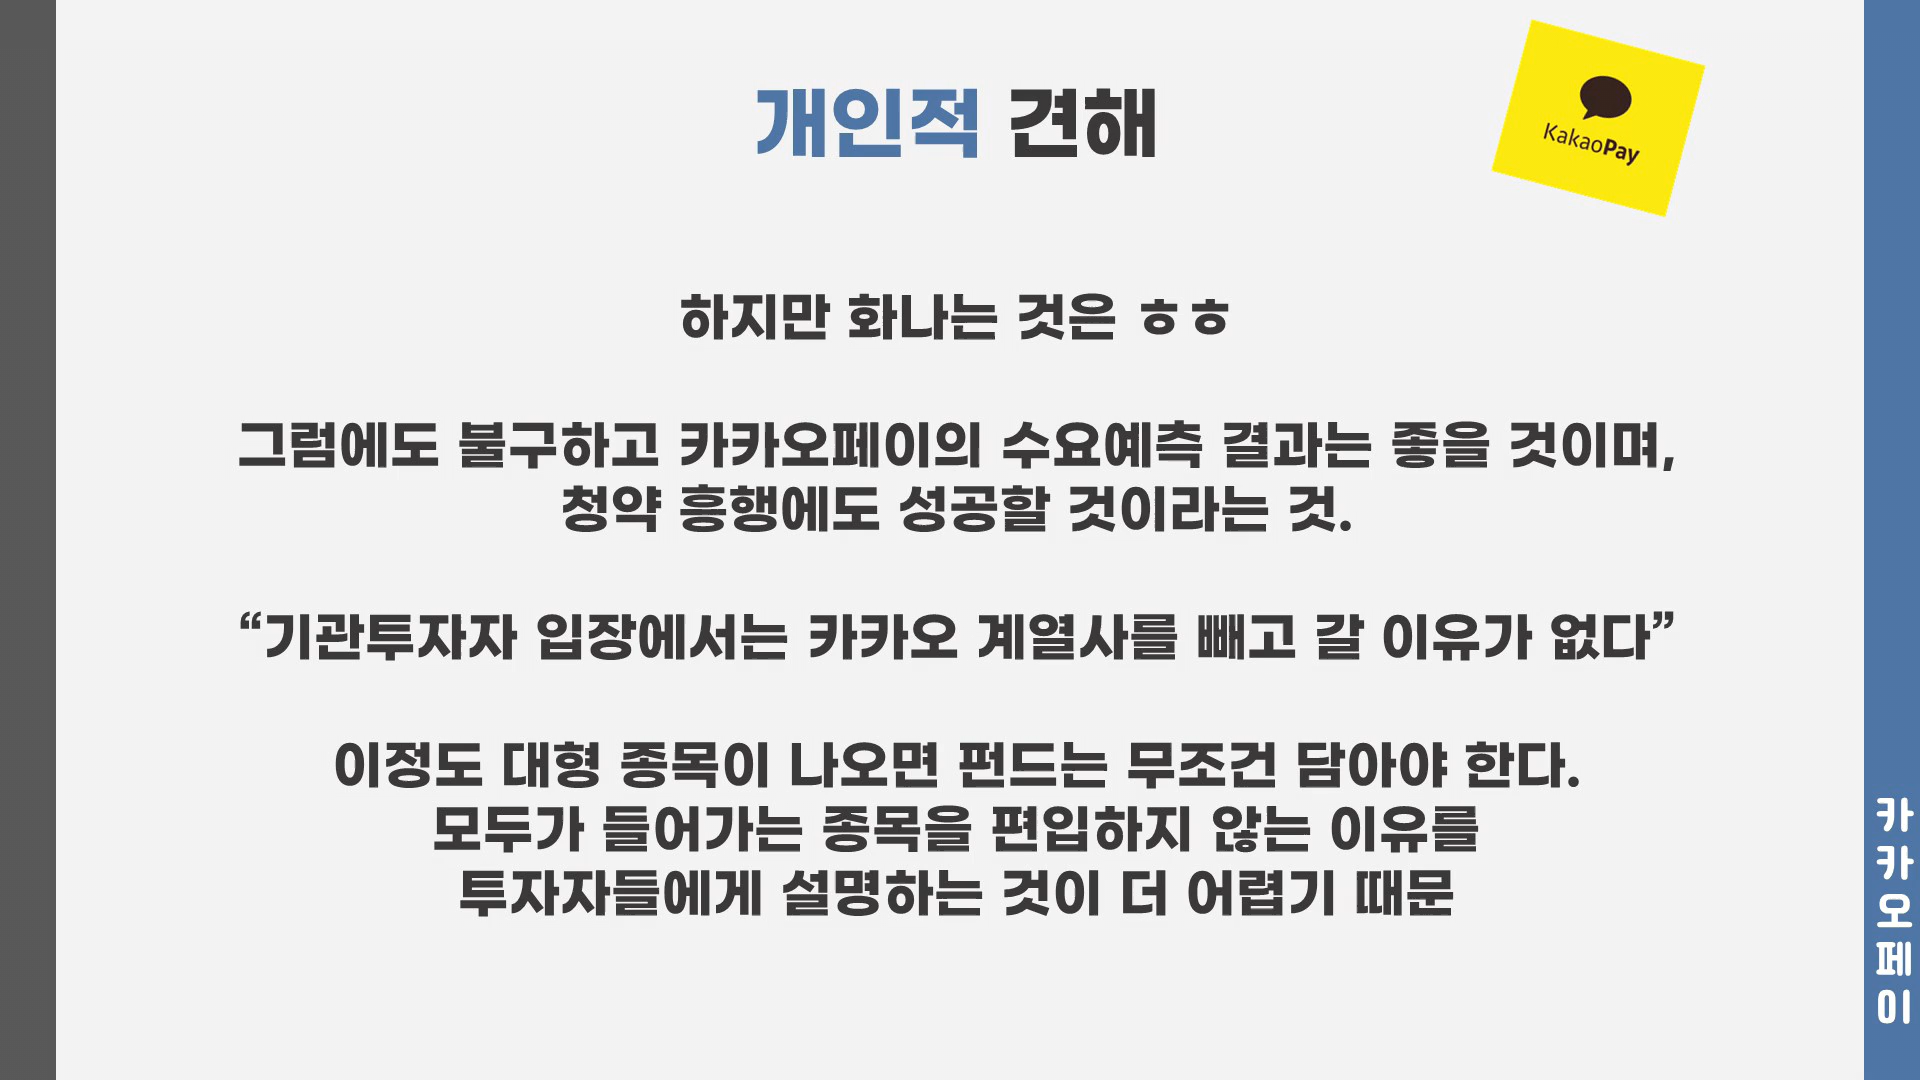 개인적 견해
KakaoPay
하지만 화나는 것은 ㅎㅎ
그럼에도 불구하고 카카오페이의 수요예측 결과는 좋을 것이며,
청약 흥행에도 성공할 것이라는 것.
“기관투자자 입장에서는 카카오 계열사를 빼고 갈 이유가 없다”
이정도 대형 종목이 나오면 펀드는 무조건 담아야 한다.
모두가 들어가는 종목을 편입하지 않는 이유를
투자자들에게 설명하는 것이 더 어렵기 때문
카카오페이